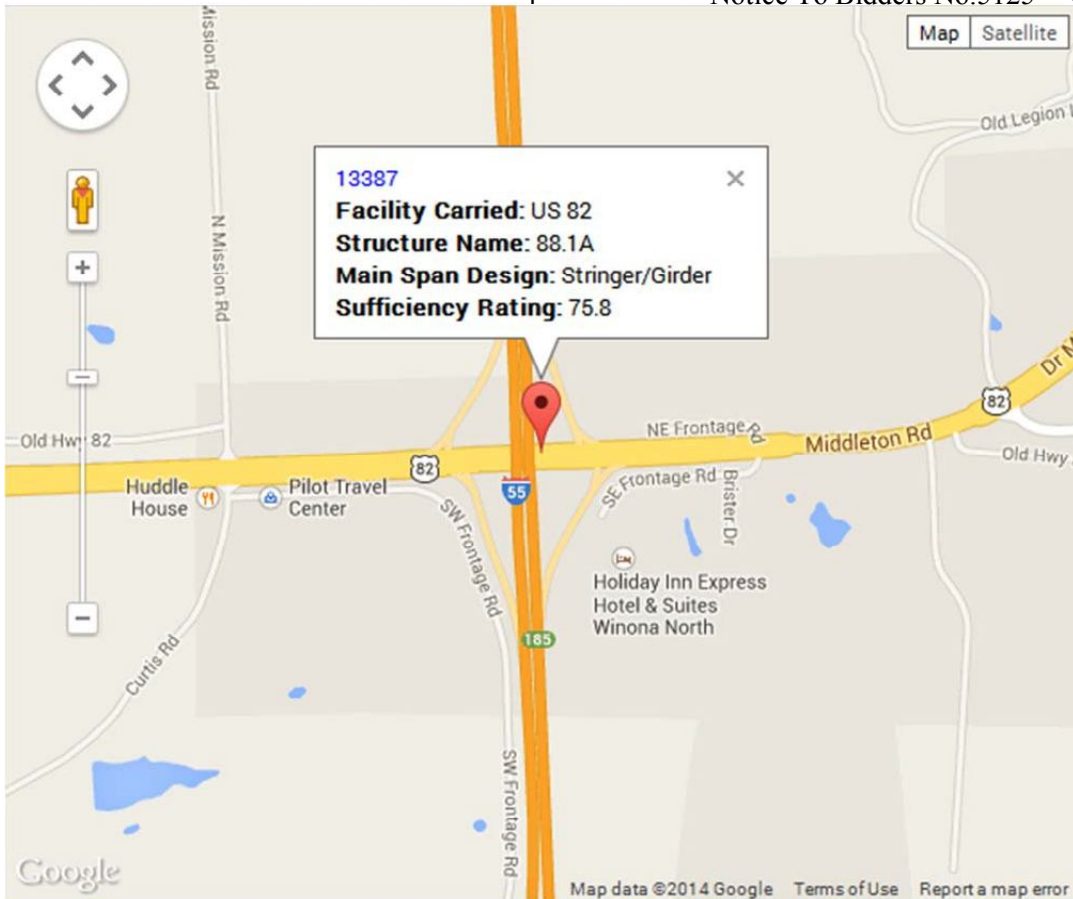 Notice To Bidders No.5125
Map Satellite
Mission Rd
Old Legion
13387
Facility Carried: US 82
Structure Name: 88.1A
Main Span Design: Stringer/Girder
Sufficiency Rating: 75.8
N Mission Rd
Old Hwy 82
82
NE Frontage Rd
Middleton Rd
82
Dr
Old Hwy
Huddle
House
Pilot Travel
Center
55
SE Frontage Rd
Brister Dr
SW Frontage Rd
Holiday Inn Express
Hotel & Suites
Winona North
185
Curtis Rd
SW Frontage Rd
Google
Map data ©2014 Google Terms of Use Report a map error